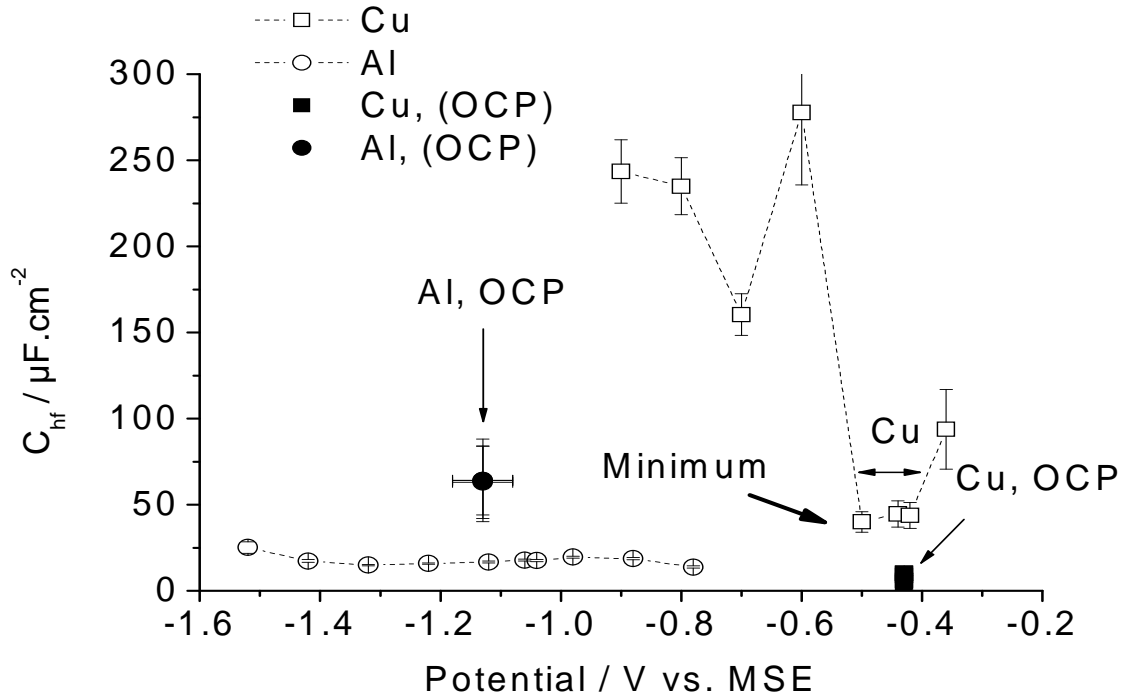 Cu
Al
Cu, (OCP)
Al, (OCP)
300
250
200
150
100
50
0
C_hf / µF.cm⁻²
Al, OCP
Cu
Minimum
Cu, OCP
-1.6 -1.4 -1.2 -1.0 -0.8 -0.6 -0.4 -0.2
Potential / V vs. MSE